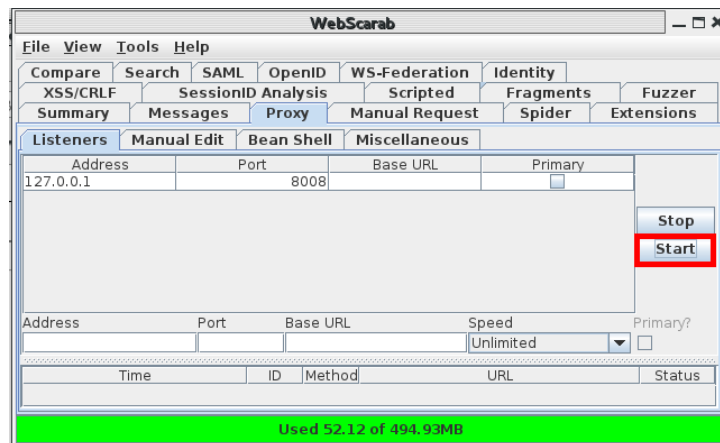 WebScarab
File View Tools Help
Compare Search SAML OpenID WS-Federation Identity
XSS/CRLF SessionID Analysis Scripted Fragments Fuzzer
Summary Messages Proxy Manual Request Spider Extensions
Listeners Manual Edit Bean Shell Miscellaneous
Address Port Base URL Primary
127.0.0.1 8008
Stop
Start
Address Port Base URL Speed Primary?
Unlimited
Time ID Method URL Status
Used 52.12 of 494.93MB